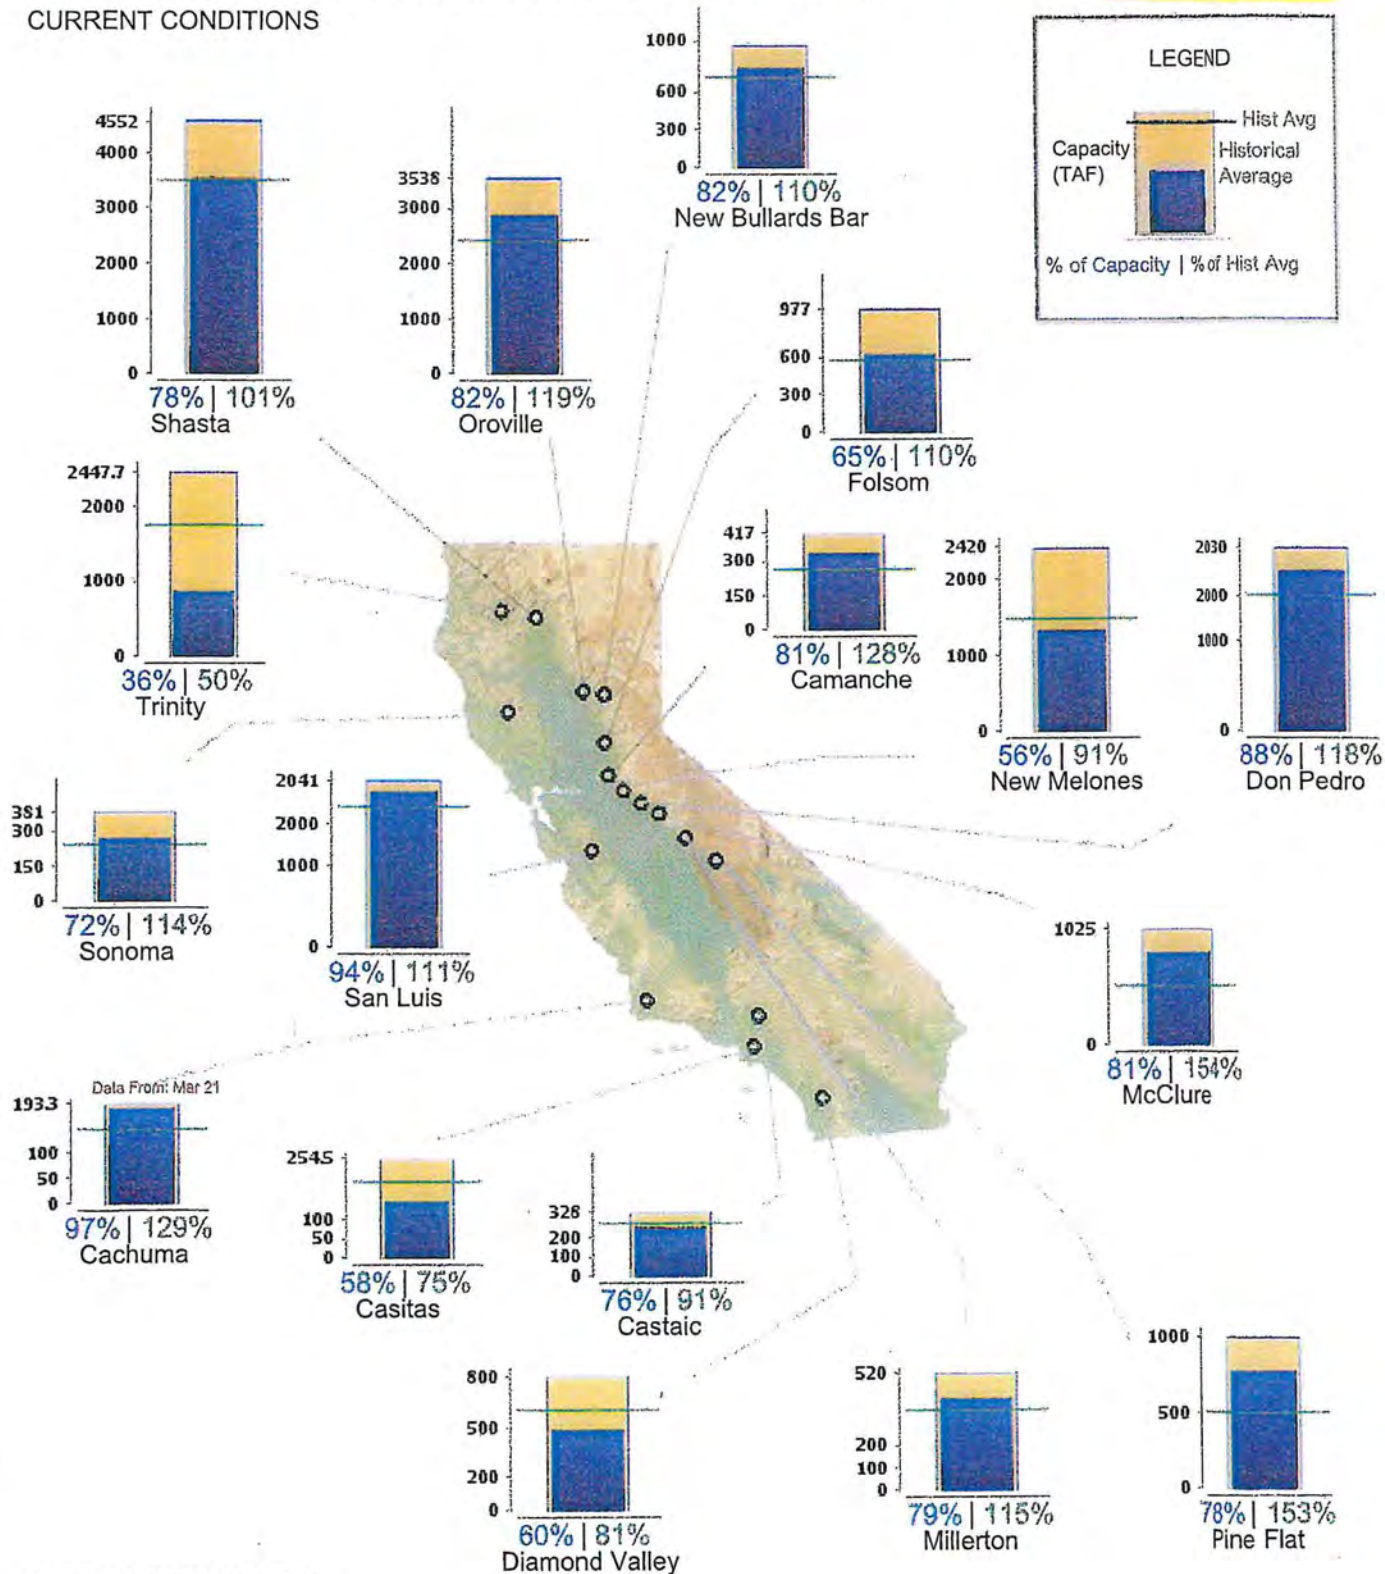 CURRENT CONDITIONS
1000
600
300
0
82% | 110%
New Bullards Bar
LEGEND
Hist Avg
Capacity
(TAF)
Historical
Average
% of Capacity | % of Hist Avg
4552
4000
3000
2000
1000
0
78% | 101%
Shasta
3538
3000
2000
1000
0
82% | 119%
Oroville
977
600
300
0
65% | 110%
Folsom
2447.7
2000
1000
0
36% | 50%
Trinity
417
300
150
0
81% | 128%
Camanche
2420
2000
1000
0
56% | 91%
New Melones
2030
2000
1000
0
88% | 118%
Don Pedro
381
300
150
0
72% | 114%
Sonoma
2041
2000
1000
0
94% | 111%
San Luis
1025
0
81% | 154%
McClure
Data From: Mar 21
193.3
100
50
0
97% | 129%
Cachuma
254.5
100
50
0
58% | 75%
Casitas
326
200
100
0
76% | 91%
Castaic
800
500
200
0
60% | 81%
Diamond Valley
520
200
100
0
79% | 115%
Millerton
1000
500
0
78% | 153%
Pine Flat